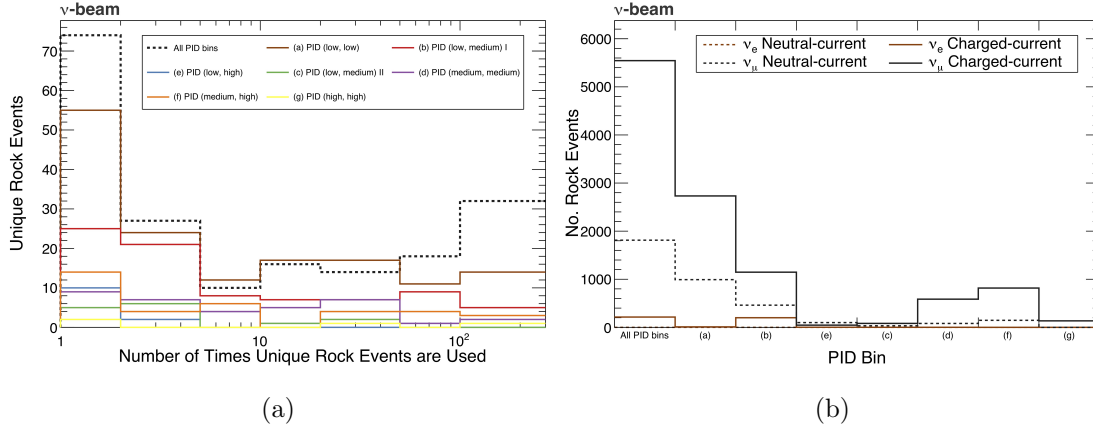 ν-beam
Unique Rock Events
70
60
50
40
30
20
10
0
All PID bins
(a) PID (low, low)
(b) PID (low, medium) I
(e) PID (low, high)
(c) PID (low, medium) II
(d) PID (medium, medium)
(f) PID (medium, high)
(g) PID (high, high)
1
10
10²
Number of Times Unique Rock Events are Used
(a)
ν-beam
No. Rock Events
6000
5000
4000
3000
2000
1000
0
νe Neutral-current
νe Charged-current
νμ Neutral-current
νμ Charged-current
All PID bins
(a)
(b)
(e)
(c)
(d)
(f)
(g)
PID Bin
(b)